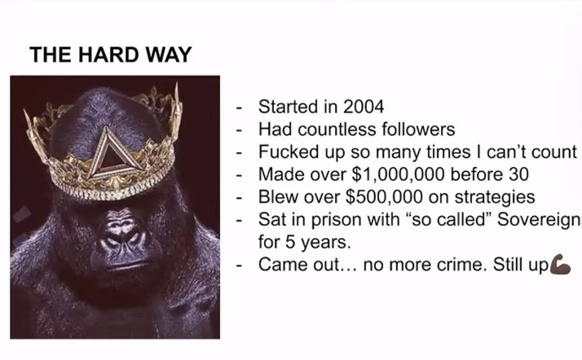 THE HARD WAY
- Started in 2004
- Had countless followers
- Fucked up so many times I can't count
- Made over $1,000,000 before 30
- Blew over $500,000 on strategies
- Sat in prison with “so called” Sovereign
for 5 years.
- Came out… no more crime. Still up💪🏿